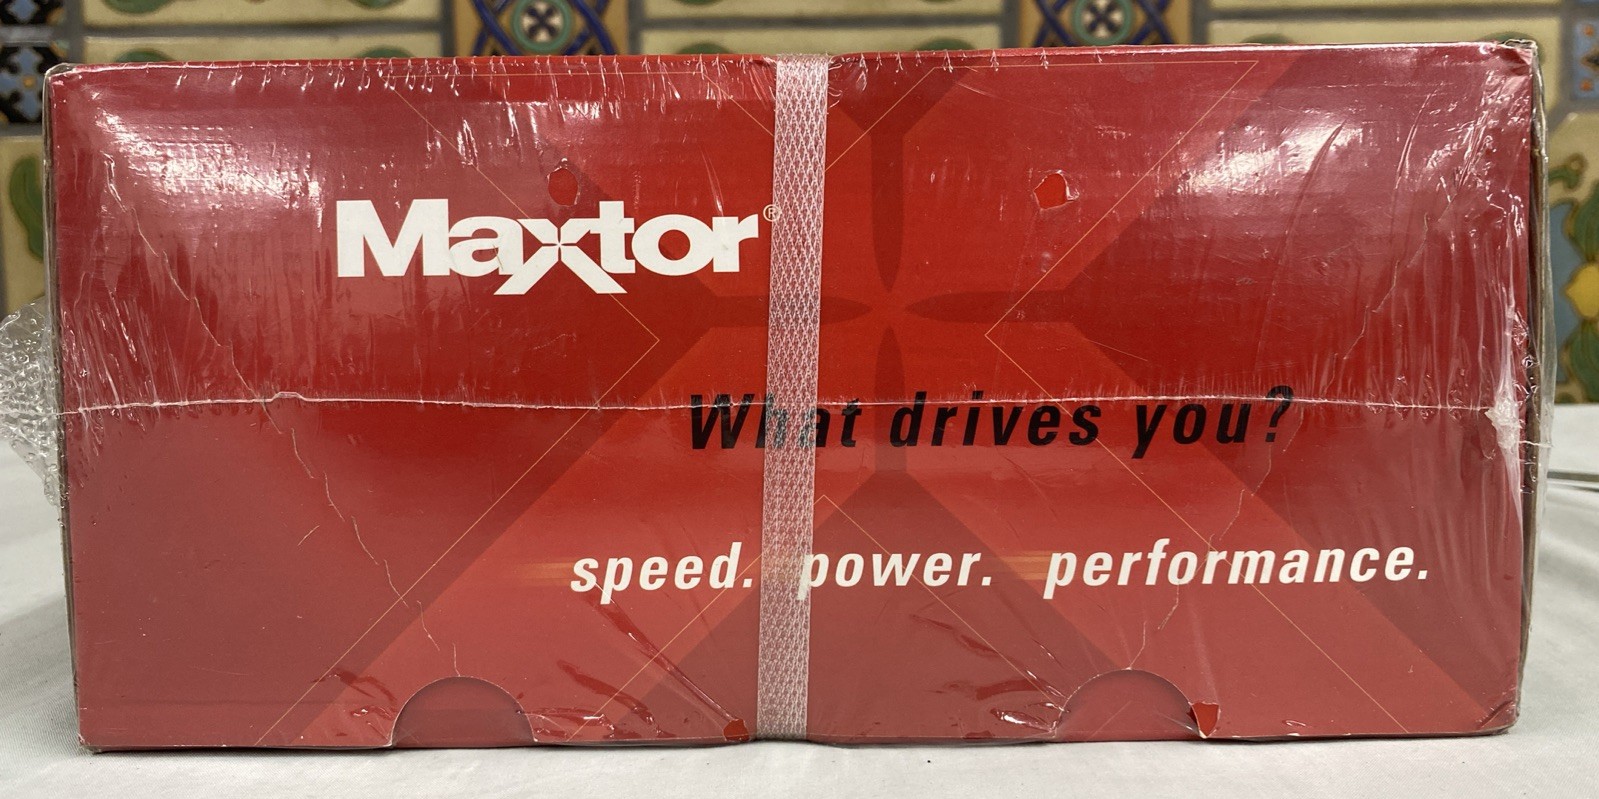 Maxtor®
What drives you?
speed. power. performance.